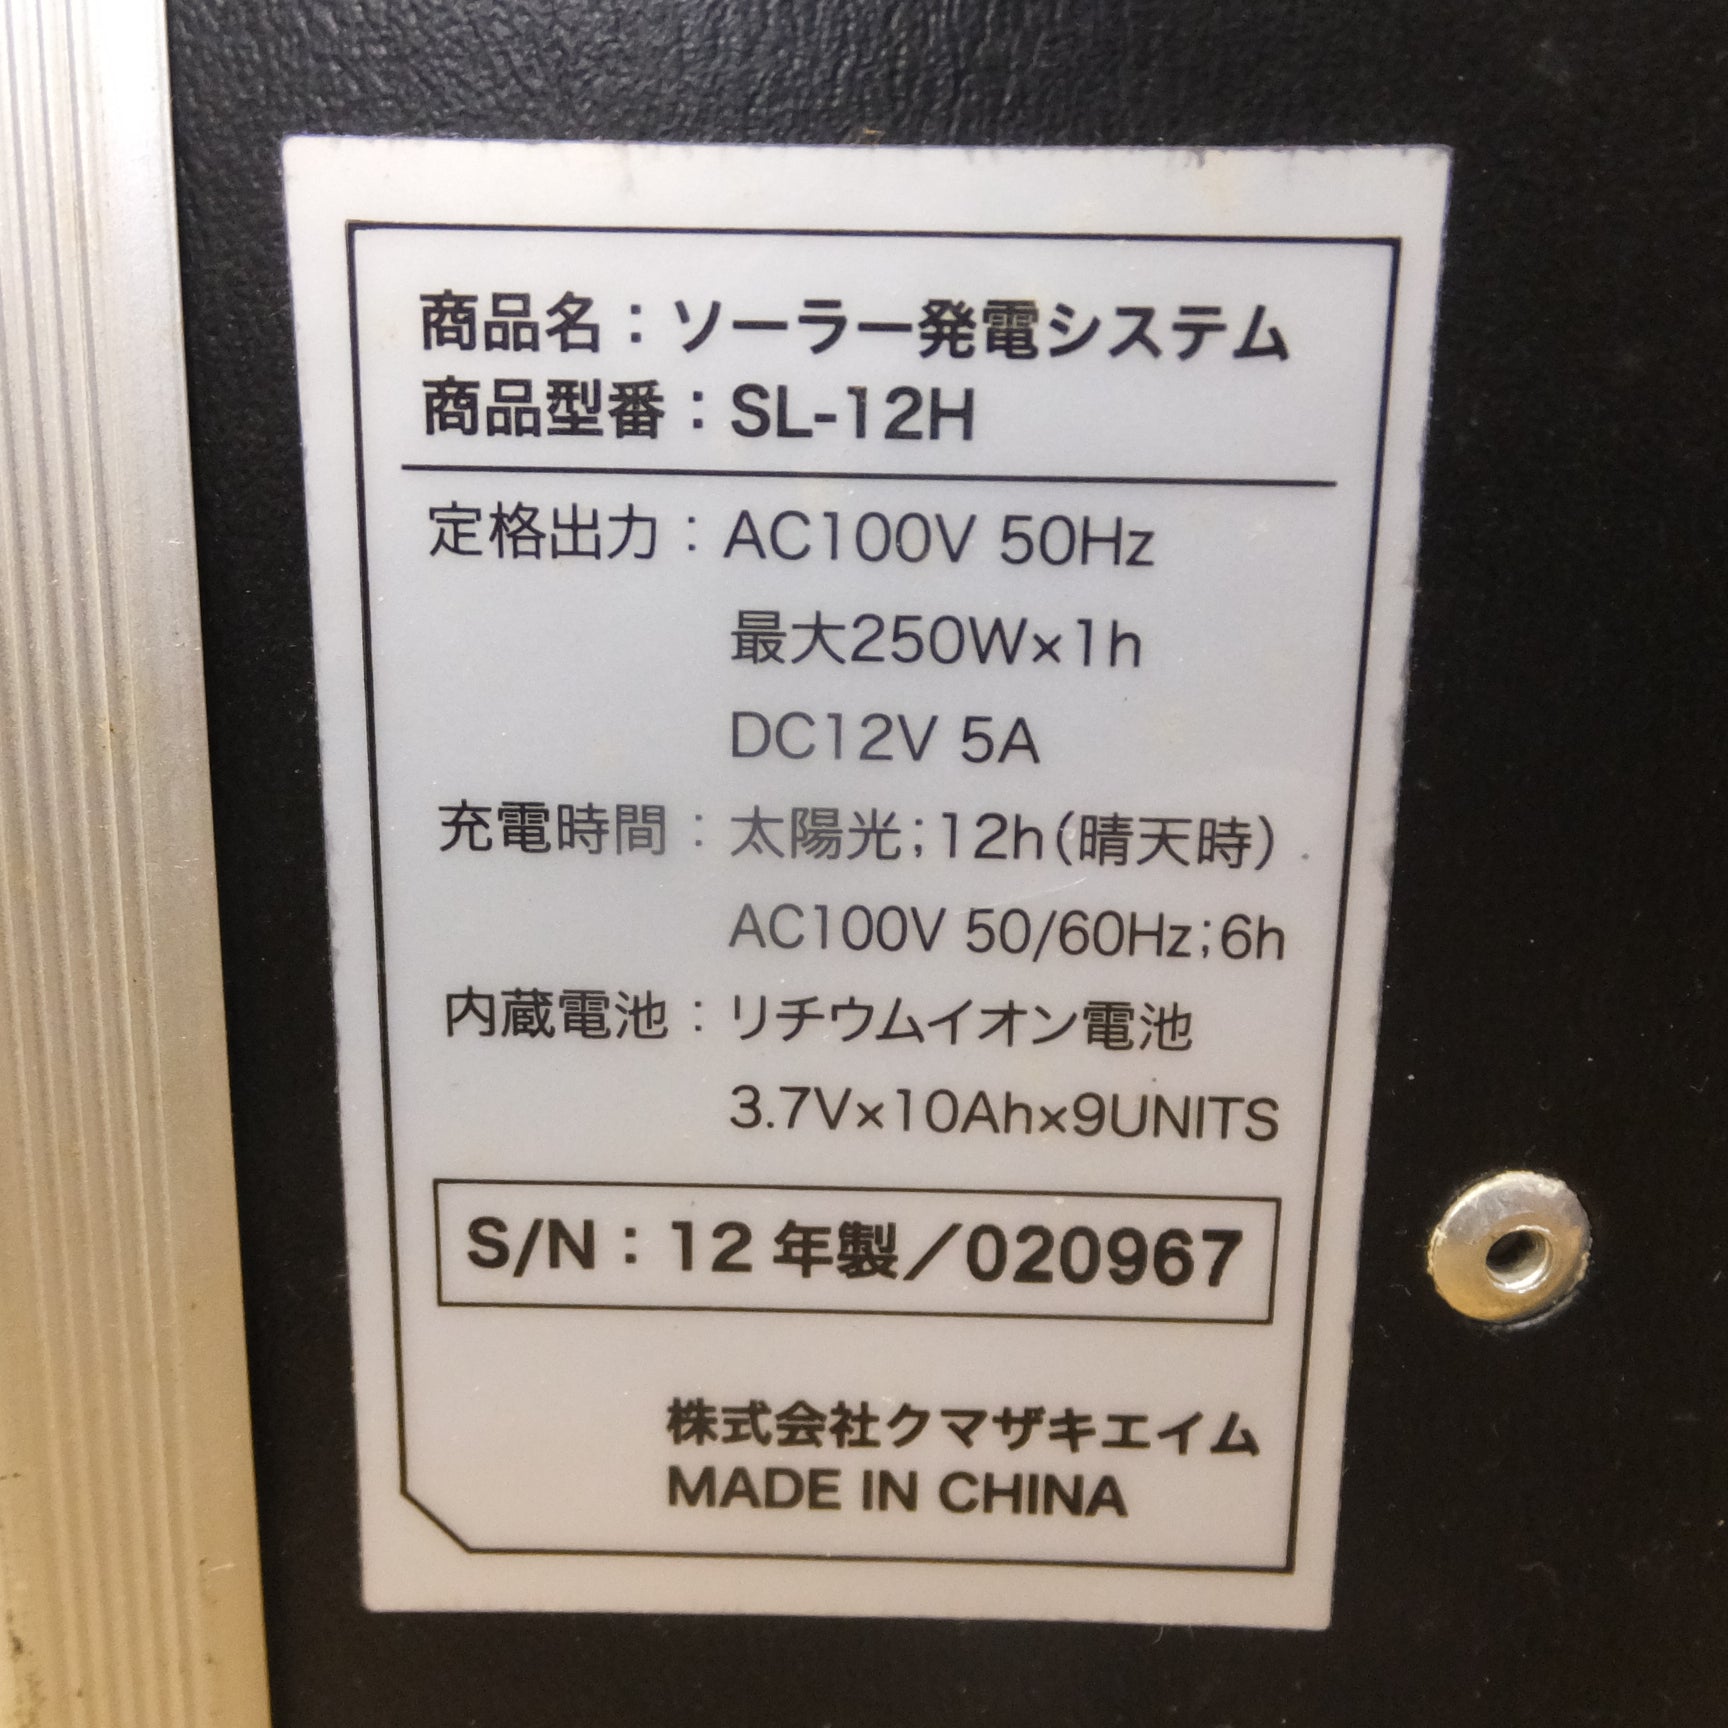 商品名：ソーラー発電システム
商品型番：SL-12H
定格出力：AC100V 50Hz
最大250W×1h
DC12V 5A
充電時間：太陽光；12h（晴天時）
AC100V 50/60Hz；6h
内蔵電池：リチウムイオン電池
3.7V×10Ah×9UNITS
S/N：12年製／020967
株式会社クマザキエイム
MADE IN CHINA